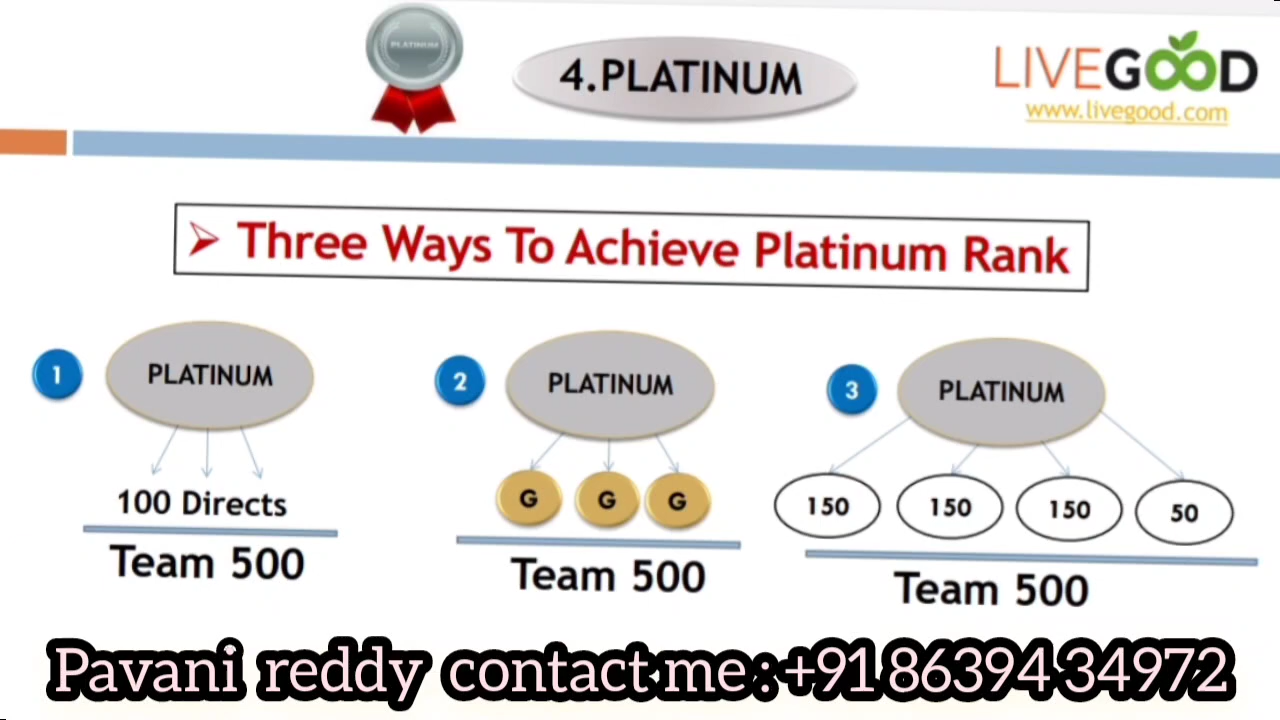 PLATINUM
4.PLATINUM
LIVEGOOD
www.livegood.com
➢ Three Ways To Achieve Platinum Rank
1
PLATINUM
100 Directs
Team 500
2
PLATINUM
G G G
Team 500
3
PLATINUM
150 150 150 50
Team 500
Pavani reddy contact me : +91 86394 34972